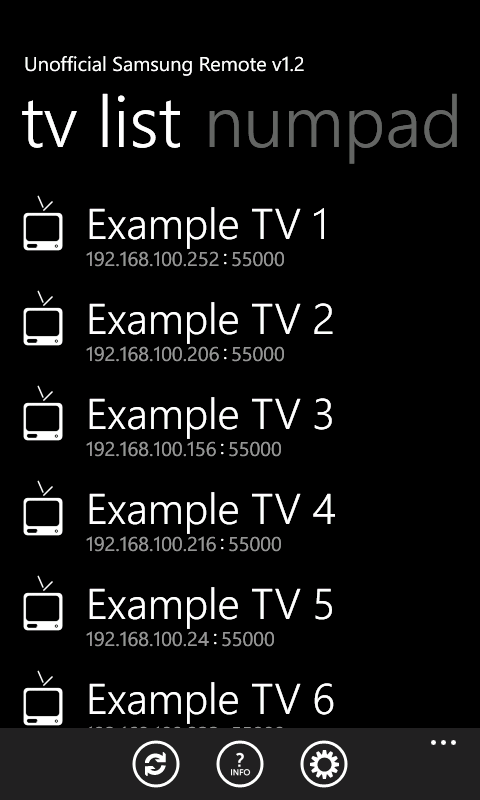 Unofficial Samsung Remote v1.2
tv list numpad
Example TV 1
192.168.100.252:55000
Example TV 2
192.168.100.206:55000
Example TV 3
192.168.100.156:55000
Example TV 4
192.168.100.216:55000
Example TV 5
192.168.100.24:55000
Example TV 6
?
INFO